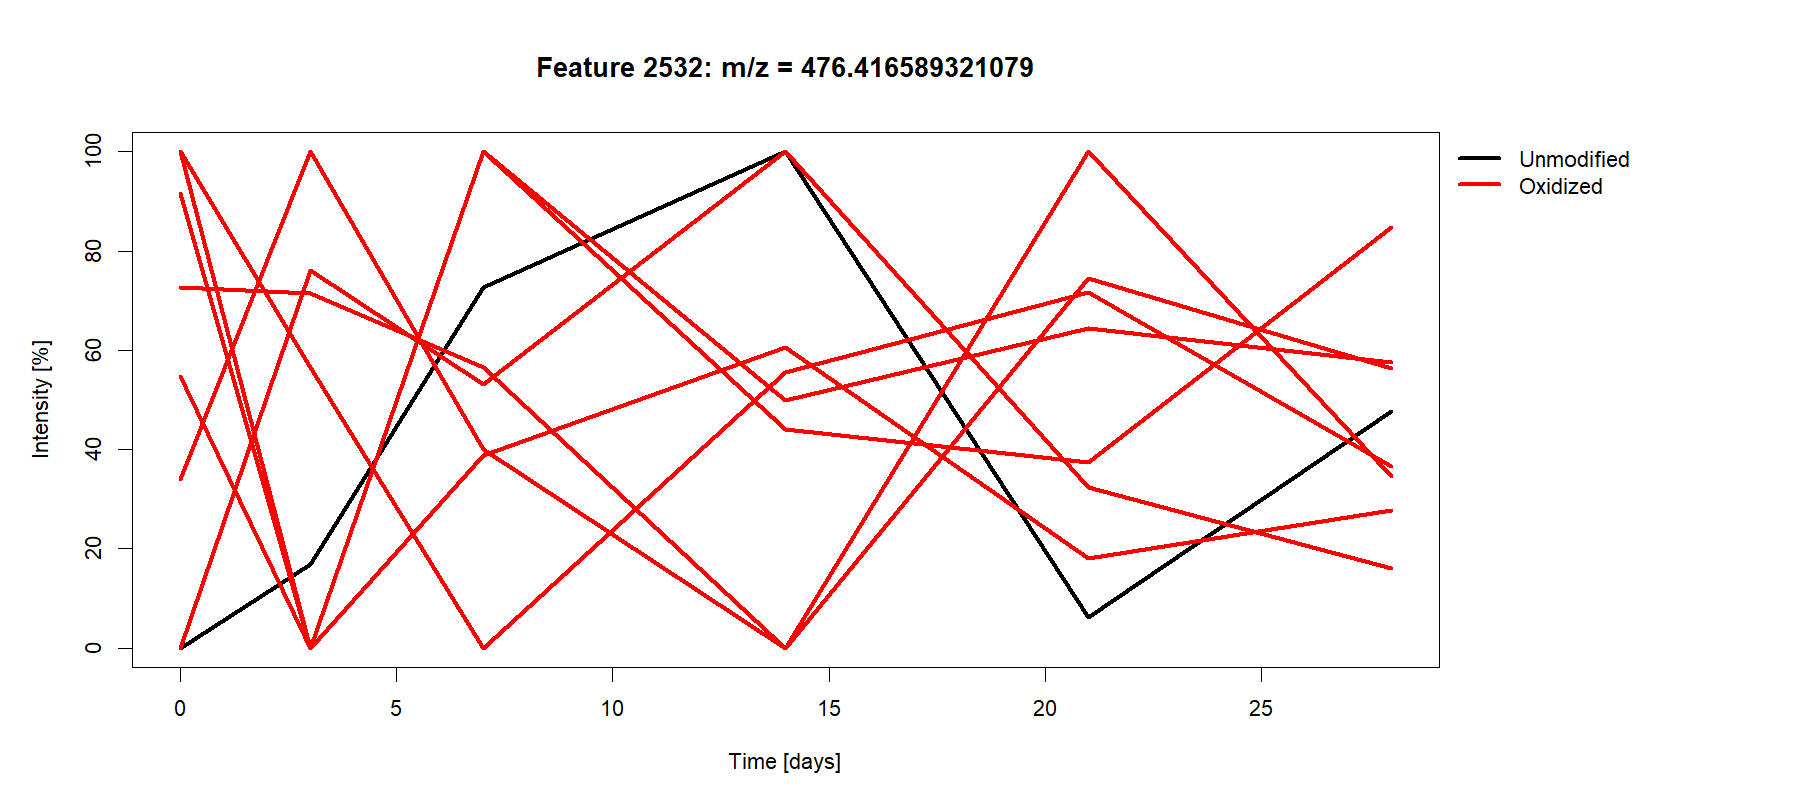 Feature 2532: m/z = 476.416589321079
Unmodified
Oxidized
Intensity [%]
100
80
60
40
20
0
0 5 10 15 20 25
Time [days]